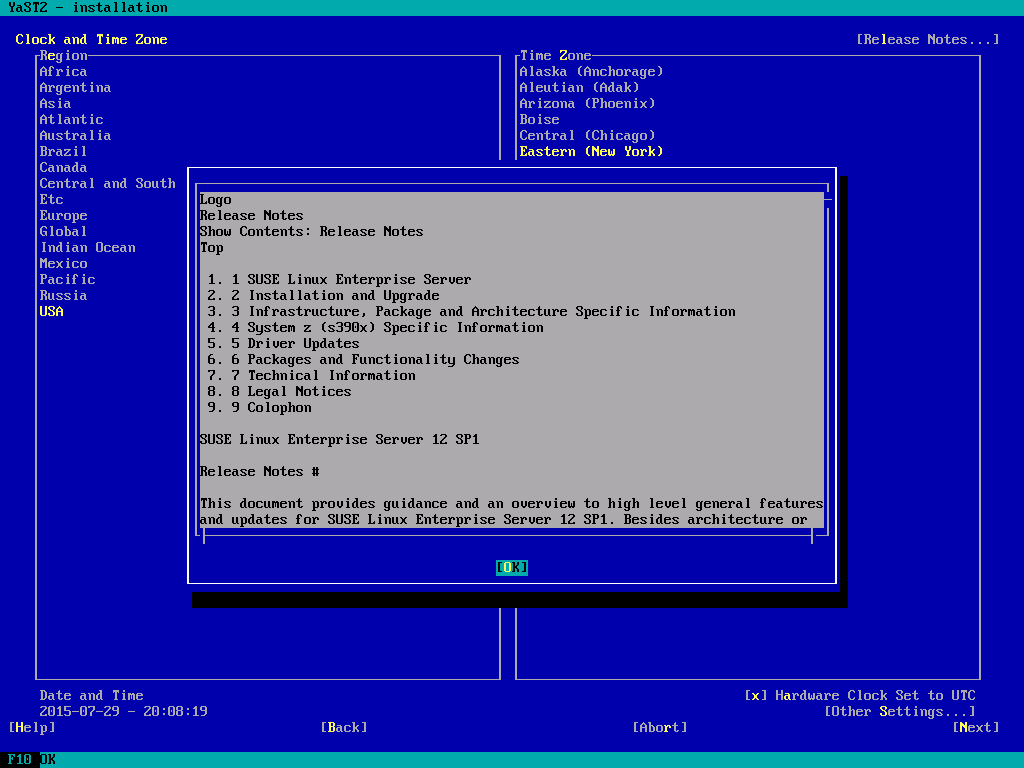 YaST2 - installation
Clock and Time Zone [Release Notes...]
Region
Africa
Argentina
Asia
Atlantic
Australia
Brazil
Canada
Central and South
Etc
Europe
Global
Indian Ocean
Mexico
Pacific
Russia
USA
Time Zone
Alaska (Anchorage)
Aleutian (Adak)
Arizona (Phoenix)
Boise
Central (Chicago)
Eastern (New York)
Logo
Release Notes
Show Contents: Release Notes
Top
1. 1 SUSE Linux Enterprise Server
2. 2 Installation and Upgrade
3. 3 Infrastructure, Package and Architecture Specific Information
4. 4 System z (s390x) Specific Information
5. 5 Driver Updates
6. 6 Packages and Functionality Changes
7. 7 Technical Information
8. 8 Legal Notices
9. 9 Colophon
SUSE Linux Enterprise Server 12 SP1
Release Notes #
This document provides guidance and an overview to high level general features
and updates for SUSE Linux Enterprise Server 12 SP1. Besides architecture or
[OK]
Date and Time
2015-07-29 - 20:08:19
[x] Hardware Clock Set to UTC
[Other Settings...]
[Help] [Back] [Abort] [Next]
F10 OK